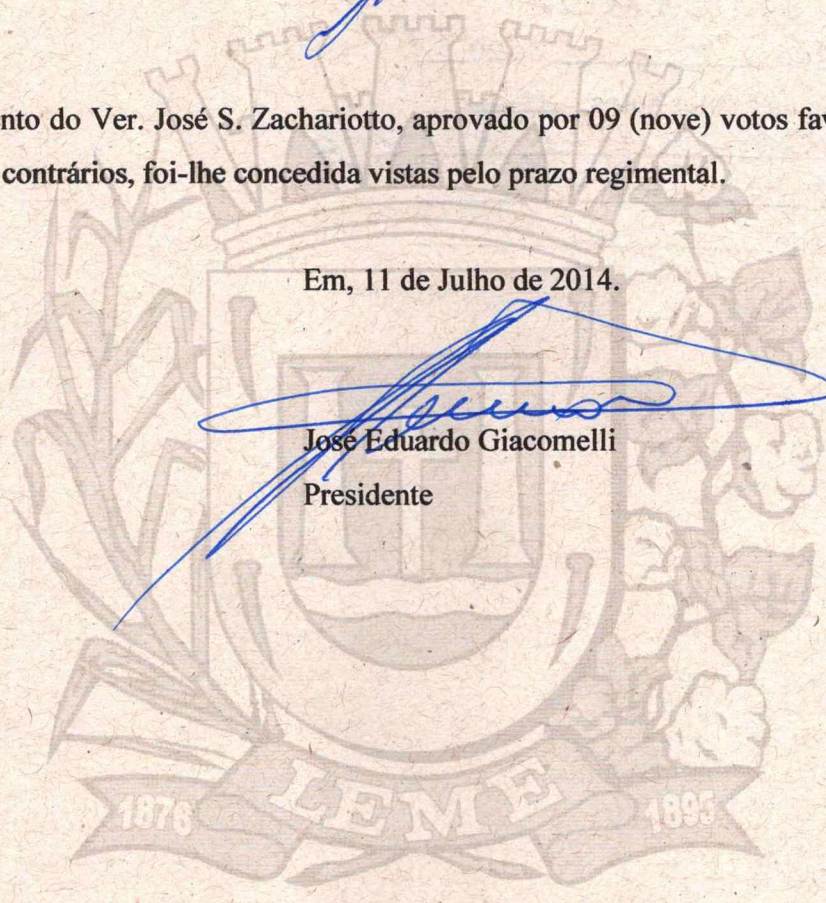 nto do Ver. José S. Zachariotto, aprovado por 09 (nove) votos fav
contrários, foi-lhe concedida vistas pelo prazo regimental.
Em, 11 de Julho de 2014.
José Eduardo Giacomelli
Presidente
1876 LEME 1895